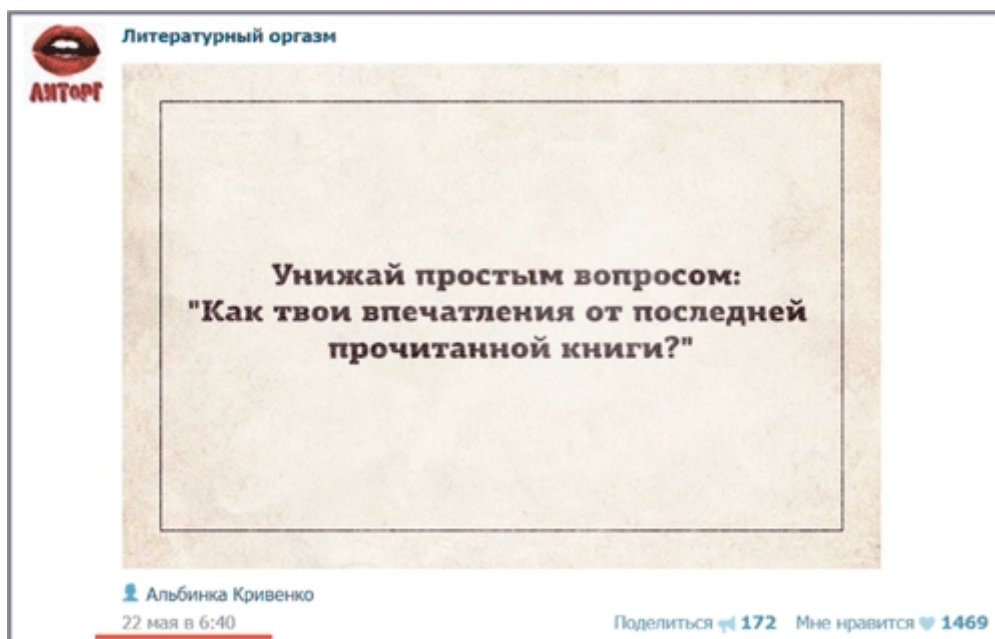 Литературный оргазм
ЛИТОРГ
Унижай простым вопросом:
"Как твои впечатления от последней
прочитанной книги?"
Альбинка Кривенко
22 мая в 6:40 Поделиться 172 Мне нравится 1469